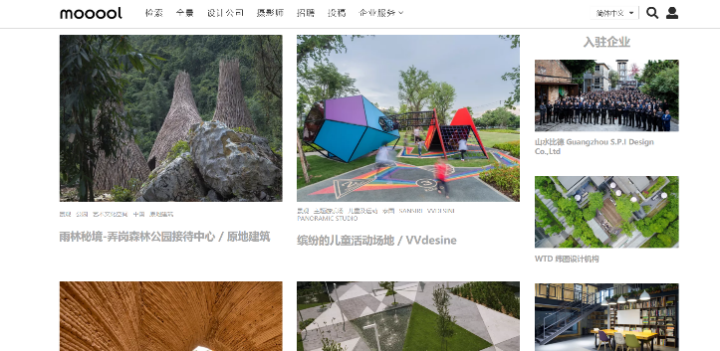 mooool
检索 全景 设计公司 摄影师 招聘 投稿 企业服务
简体中文
入驻企业
山水比德 Guangzhou S.P.I Design
Co.,Ltd
雨林秘境-弄岗森林公园接待中心 / 原地建筑
缤纷的儿童活动场地 / VVdesine
PANORAMIC STUDIO
WTD 纬图设计机构